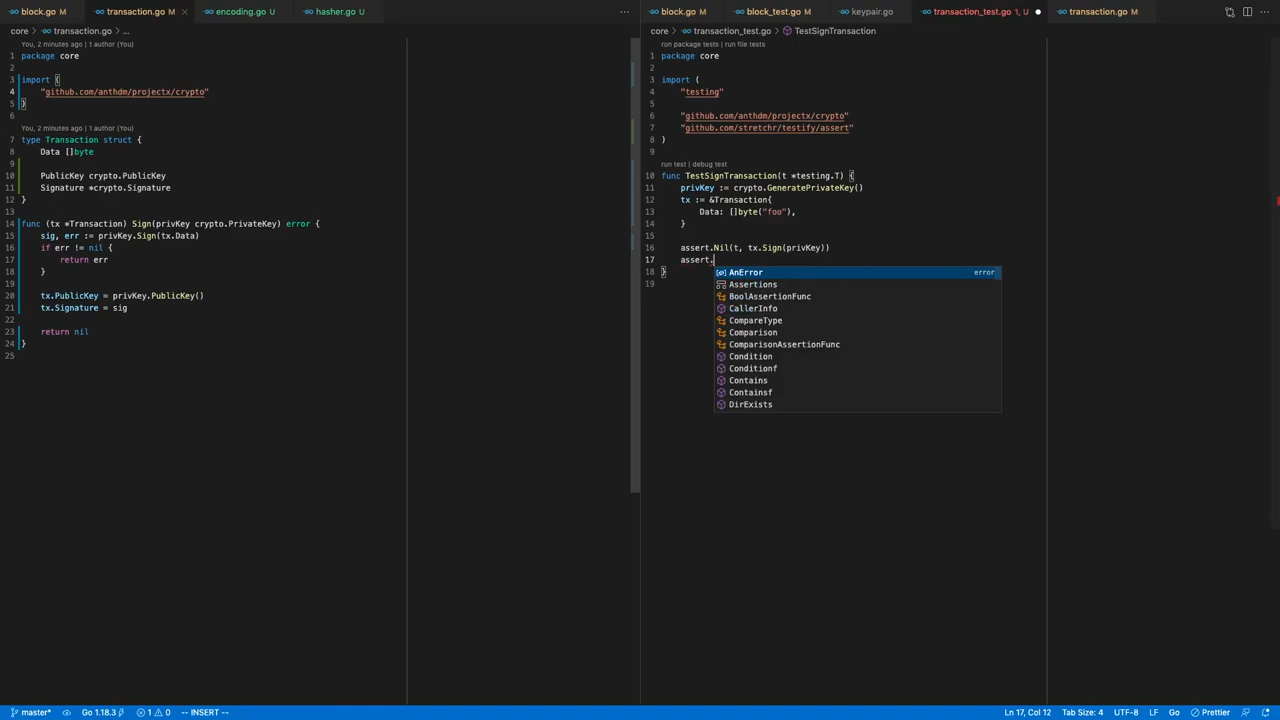 block.go M transaction.go M encoding.go U hasher.go U
core > transaction.go > ...
You, 2 minutes ago | 1 author (You)
1 package core
2
3 import (
4 "github.com/anthdm/projectx/crypto"
5 )
6
You, 2 minutes ago | 1 author (You)
7 type Transaction struct {
8 Data []byte
9
10 PublicKey crypto.PublicKey
11 Signature *crypto.Signature
12 }
13
14 func (tx *Transaction) Sign(privKey crypto.PrivateKey) error {
15 sig, err := privKey.Sign(tx.Data)
16 if err != nil {
17 return err
18 }
19
20 tx.PublicKey = privKey.PublicKey()
21 tx.Signature = sig
22
23 return nil
24 }
25
block.go M block_test.go M keypair.go transaction_test.go 1, U transaction.go M
core > transaction_test.go > TestSignTransaction
run package tests | run file tests
1 package core
2
3 import (
4 "testing"
5
6 "github.com/anthdm/projectx/crypto"
7 "github.com/stretchr/testify/assert"
8 )
9
run test | debug test
10 func TestSignTransaction(t *testing.T) {
11 privKey := crypto.GeneratePrivateKey()
12 tx := &Transaction{
13 Data: []byte("foo"),
14 }
15
16 assert.Nil(t, tx.Sign(privKey))
17 assert.
18 }
19
AnError error
Assertions
BoolAssertionFunc
CallerInfo
CompareType
Comparison
ComparisonAssertionFunc
Condition
Conditionf
Contains
Containsf
DirExists
master* Go 1.18.3 1 0 -- INSERT -- Ln 17, Col 12 Tab Size: 4 UTF-8 LF Go Prettier